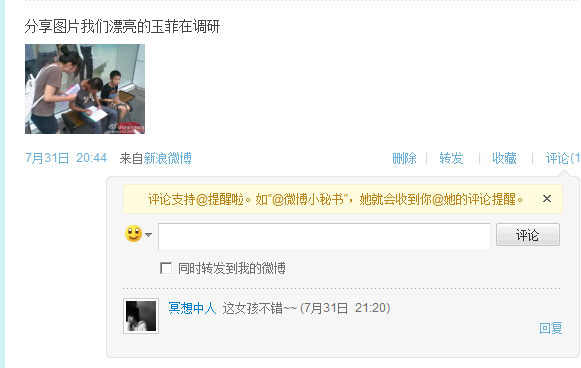 分享图片我们漂亮的玉菲在调研
7月31日 20:44 来自新浪微博 删除 | 转发 | 收藏 | 评论(1
评论支持@提醒啦。如"@微博小秘书"，她就会收到你@她的评论提醒。 ×
评论
同时转发到我的微博
冥想中人 这女孩不错~~ (7月31日 21:20)
回复